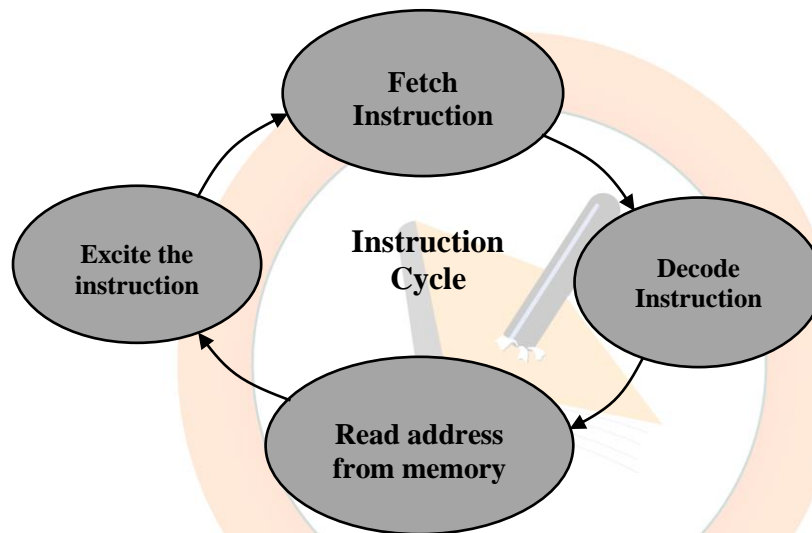 Fetch
Instruction
Instruction
Cycle
Decode
Instruction
Read address
from memory
Excite the
instruction